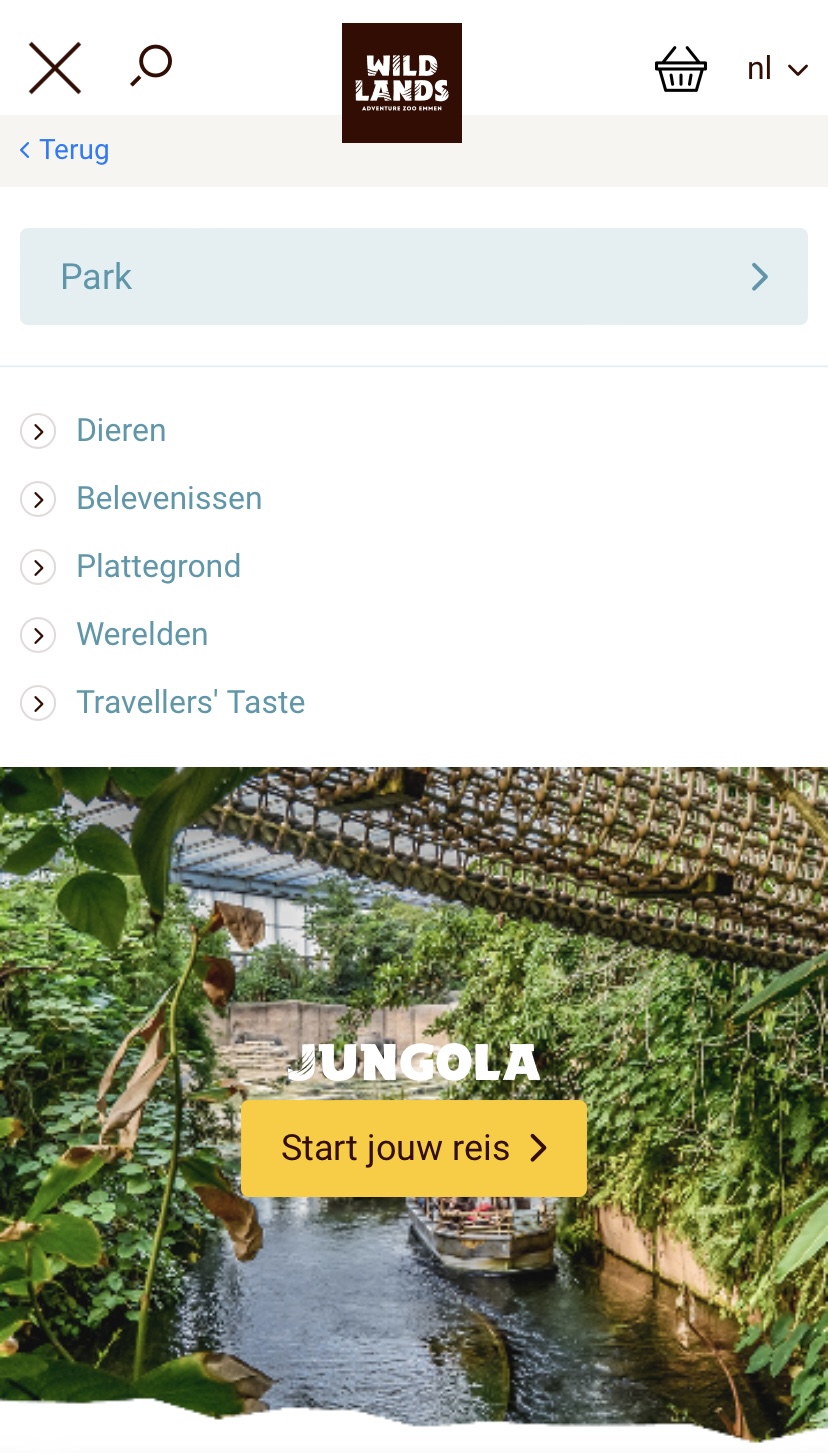 WILD
LANDS
ADVENTURE ZOO EMMEN
nl
Terug
Park
Dieren
Belevenissen
Plattegrond
Werelden
Travellers' Taste
JUNGOLA
Start jouw reis